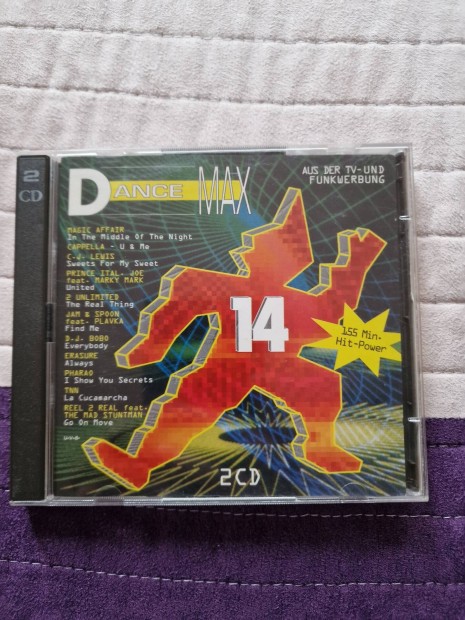 2
CD
DANCE MAX
AUS DER TV-UND
FUNKWERBUNG
MAGIC AFFAIR
In The Middle Of The Night
CAPPELLA - U & Me
C.J. LEWIS
Sweets For My Sweet
PRINCE ITAL. JOE
feat. MARKY MARK
United
2 UNLIMITED
The Real Thing
JAM & SPOON
feat. PLAVKA
Find Me
D.J. BOBO
Everybody
ERASURE
Always
PHARAO
I Show You Secrets
TNN
La Cucamarcha
REEL 2 REAL feat.
THE MAD STUNTMAN
Go On Move
14
155 Min.
Hit-Power
2CD